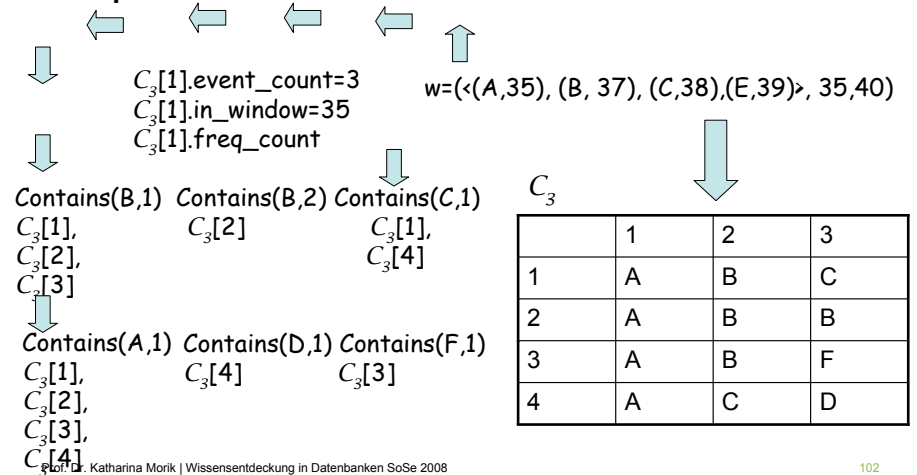 C₃[1].event_count=3
C₃[1].in_window=35
C₃[1].freq_count
w=(<(A,35), (B, 37), (C,38),(E,39)>, 35,40)
Contains(B,1) Contains(B,2) Contains(C,1)
C₃[1], C₃[2] C₃[1],
C₃[2], C₃[4]
C₃[3]
Contains(A,1) Contains(D,1) Contains(F,1)
C₃[1], C₃[4] C₃[3]
C₃[2],
C₃[3],
C₃[4]
C₃
1 2 3
1 A B C
2 A B B
3 A B F
4 A C D
Prof. Dr. Katharina Morik | Wissensentdeckung in Datenbanken SoSe 2008
102